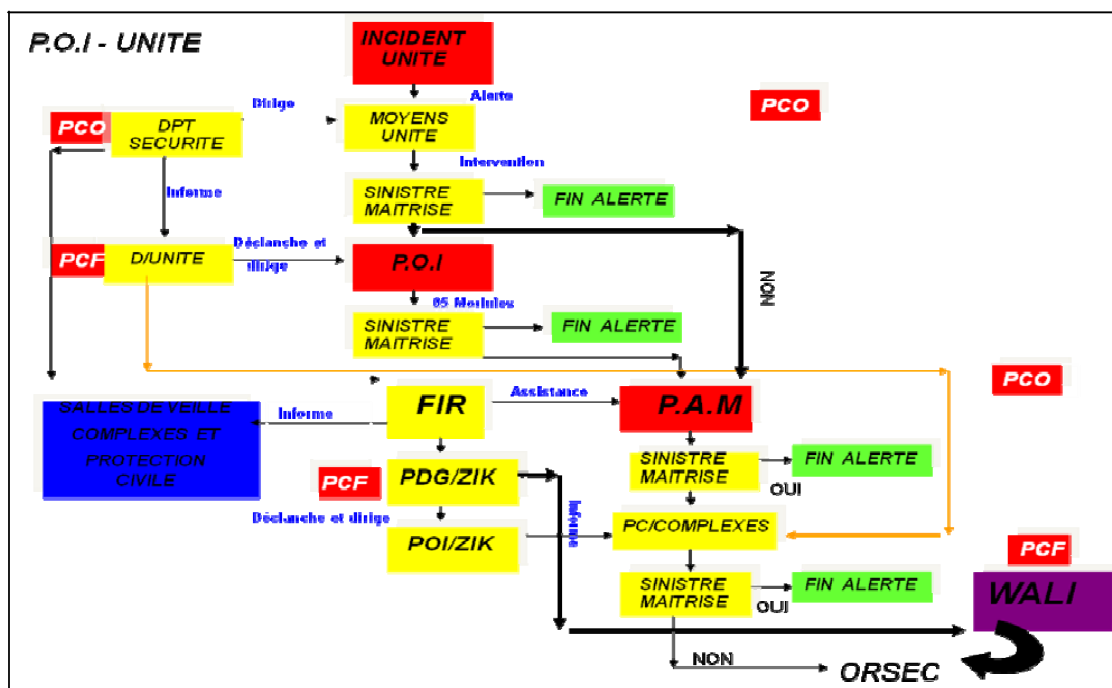 P.O.I - UNITE
INCIDENT
UNITE
PCO
Alerte
Dirige
PCO
DPT
SECURITE
MOYENS
UNITE
Intervention
Informe
SINISTRE
MAITRISE
FIN ALERTE
PCF
D/UNITE
Déclanche et
dirige
P.O.I
NON
05 Modules
SINISTRE
MAITRISE
FIN ALERTE
PCO
SALLES DE VEILLE
COMPLEXES ET
PROTECTION
CIVILE
Informe
FIR
Assistance
P.A.M
SINISTRE
MAITRISE
FIN ALERTE
OUI
PCF
PDG/ZIK
Déclanche et dirige
Informe
POI/ZIK
PC/COMPLEXES
PCF
SINISTRE
MAITRISE
FIN ALERTE
OUI
WALI
NON
ORSEC